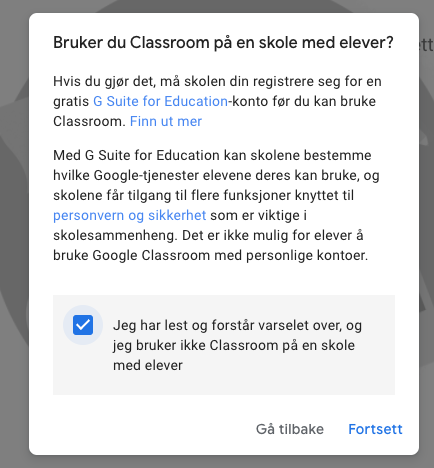 Bruker du Classroom på en skole med elever?
ett
Hvis du gjør det, må skolen din registrere seg for en
gratis G Suite for Education-konto før du kan bruke
Classroom. Finn ut mer
Med G Suite for Education kan skolene bestemme
hvilke Google-tjenester elevene deres kan bruke, og
skolene får tilgang til flere funksjoner knyttet til
personvern og sikkerhet som er viktige i
skolesammenheng. Det er ikke mulig for elever å
bruke Google Classroom med personlige kontoer.
Jeg har lest og forstår varselet over, og
jeg bruker ikke Classroom på en skole
med elever
Gå tilbake Fortsett